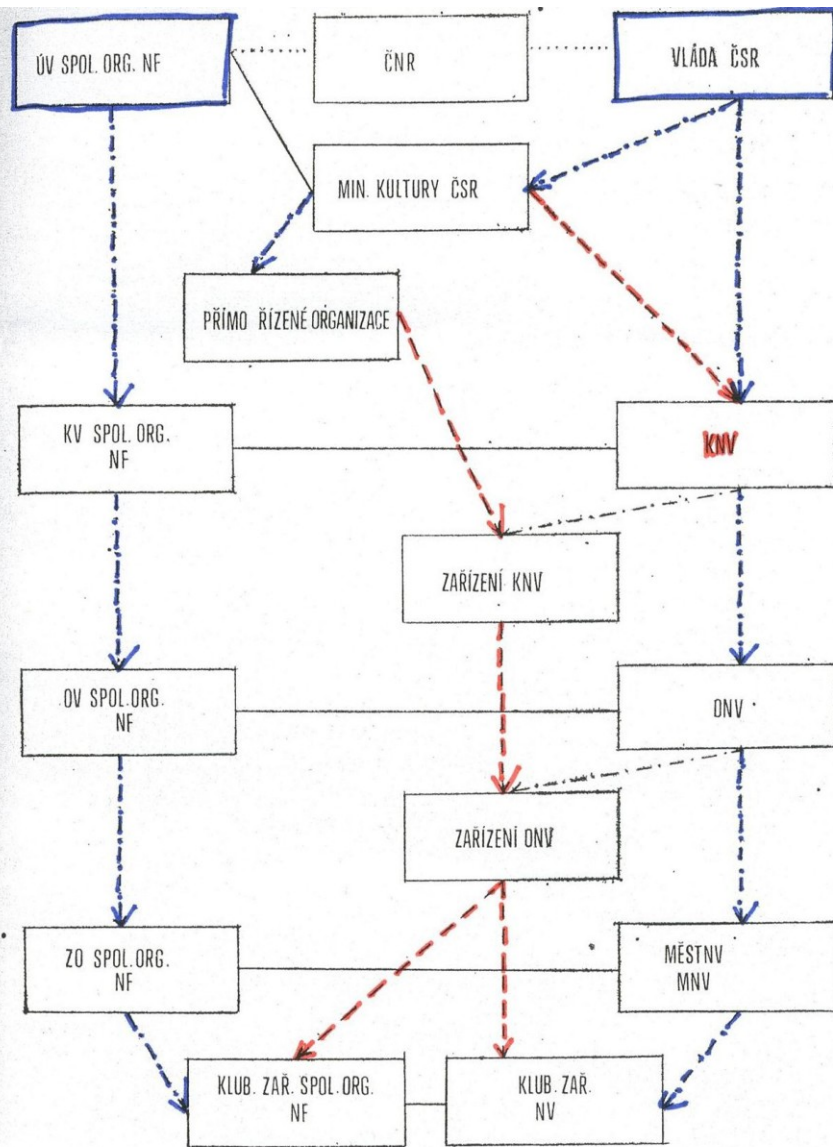 ÚV SPOL. ORG. NF
ČNR
VLÁDA ČSR
MIN. KULTURY ČSR
PŘÍMO ŘÍZENÉ ORGANIZACE
KV SPOL. ORG.
NF
KNV
ZAŘÍZENÍ KNV
OV SPOL. ORG.
NF
ONV
ZAŘÍZENÍ ONV
ZO SPOL. ORG.
NF
MĚSTNV
MNV
KLUB. ZAŘ. SPOL. ORG.
NF
KLUB. ZAŘ.
NV